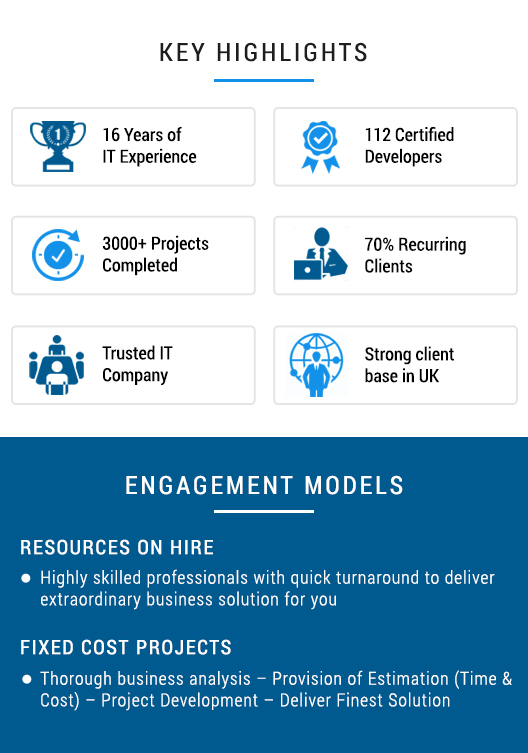 KEY HIGHLIGHTS
1
16 Years of
IT Experience
112 Certified
Developers
3000+ Projects
Completed
70% Recurring
Clients
Trusted IT
Company
Strong client
base in UK
ENGAGEMENT MODELS
RESOURCES ON HIRE
● Highly skilled professionals with quick turnaround to deliver
extraordinary business solution for you
FIXED COST PROJECTS
● Thorough business analysis – Provision of Estimation (Time &
Cost) – Project Development – Deliver Finest Solution